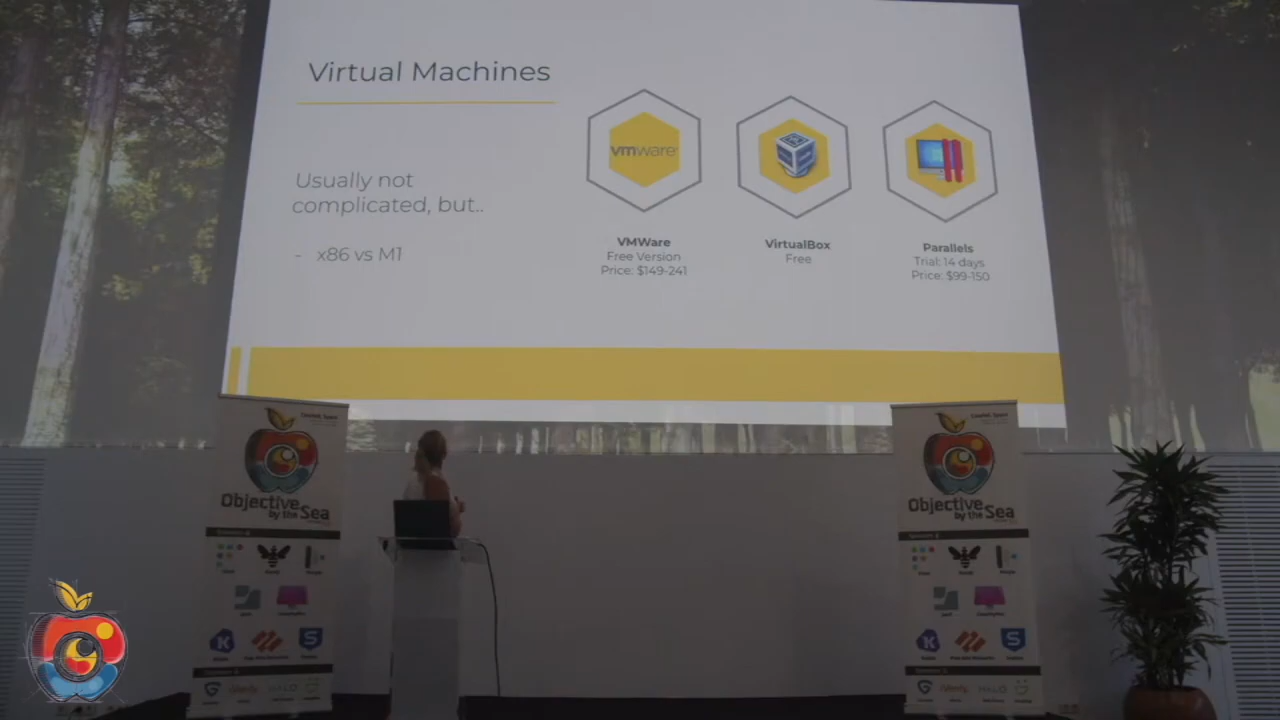 Virtual Machines
Usually not
complicated, but..
- x86 vs M1
vmware
VMWare
Free Version
Price: $149-241
VirtualBox
Free
Parallels
Trial: 14 days
Price: $99-150
Objective
by the Sea
Objective
by the Sea